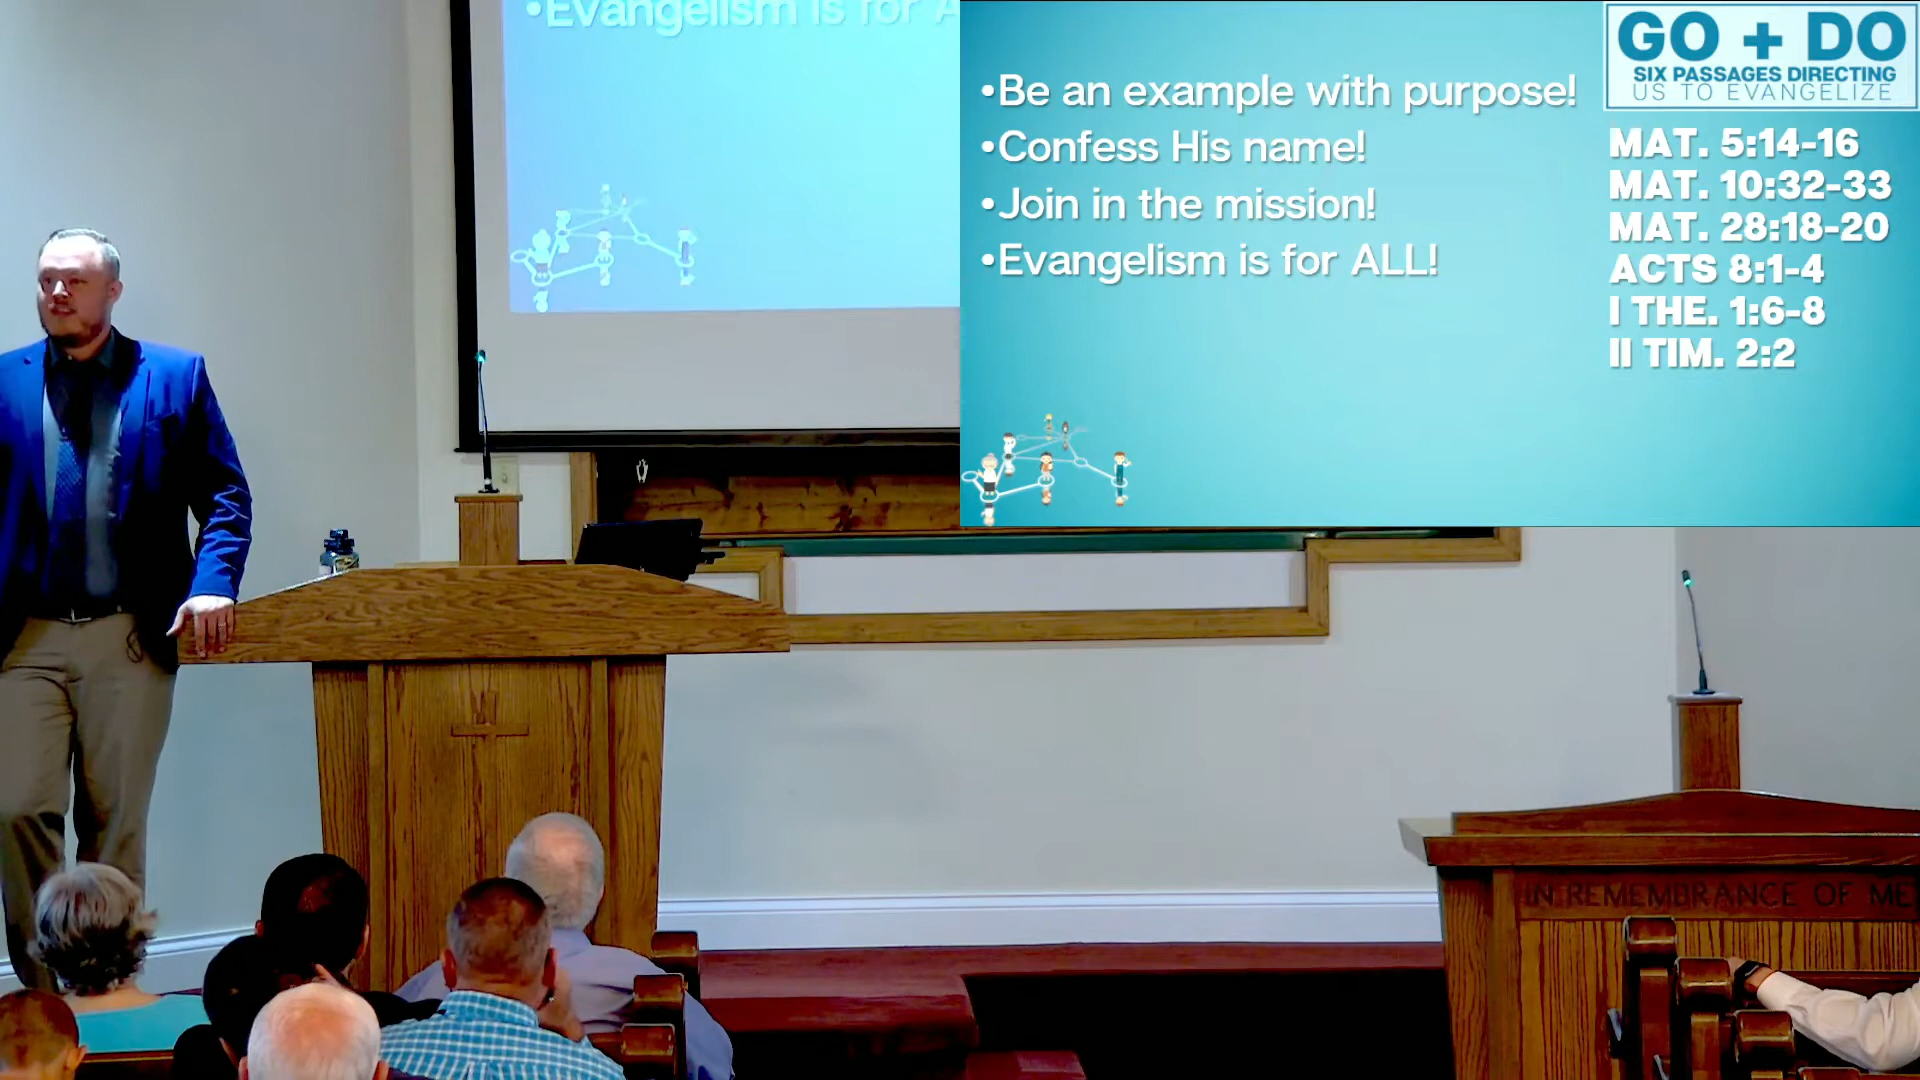 •Evangelism is for A
•Be an example with purpose!
•Confess His name!
•Join in the mission!
•Evangelism is for ALL!
GO + DO
SIX PASSAGES DIRECTING
US TO EVANGELIZE
MAT. 5:14-16
MAT. 10:32-33
MAT. 28:18-20
ACTS 8:1-4
I THE. 1:6-8
II TIM. 2:2
IN REMEMBRANCE OF ME